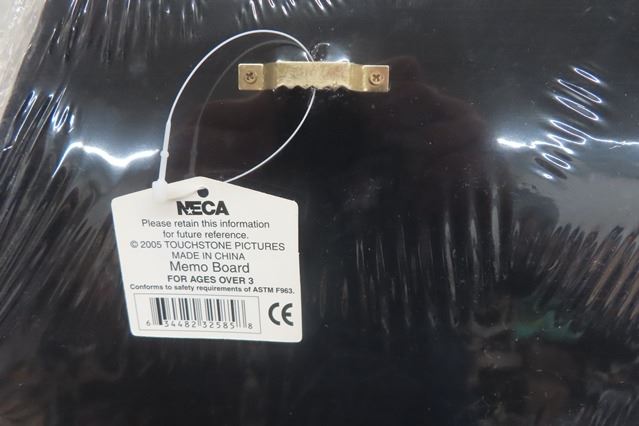 NECA
Please retain this information
for future reference.
© 2005 TOUCHSTONE PICTURES
MADE IN CHINA
Memo Board
FOR AGES OVER 3
Conforms to safety requirements of ASTM F963.
6 34482 32585 8
CE